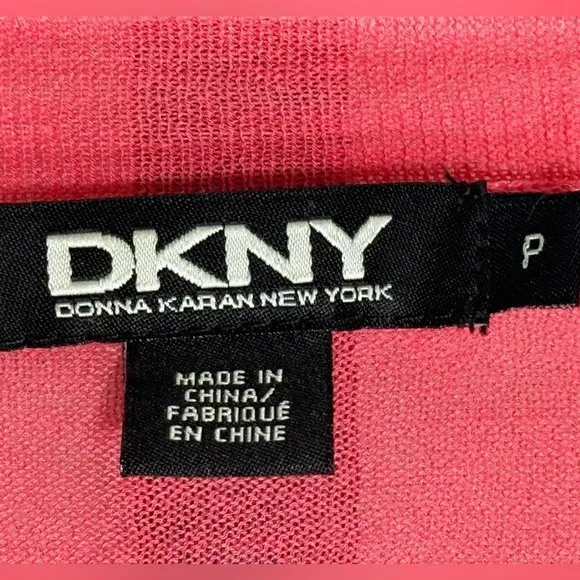 DKNY
DONNA KARAN NEW YORK
P
MADE IN
CHINA/
FABRIQUÉ
EN CHINE